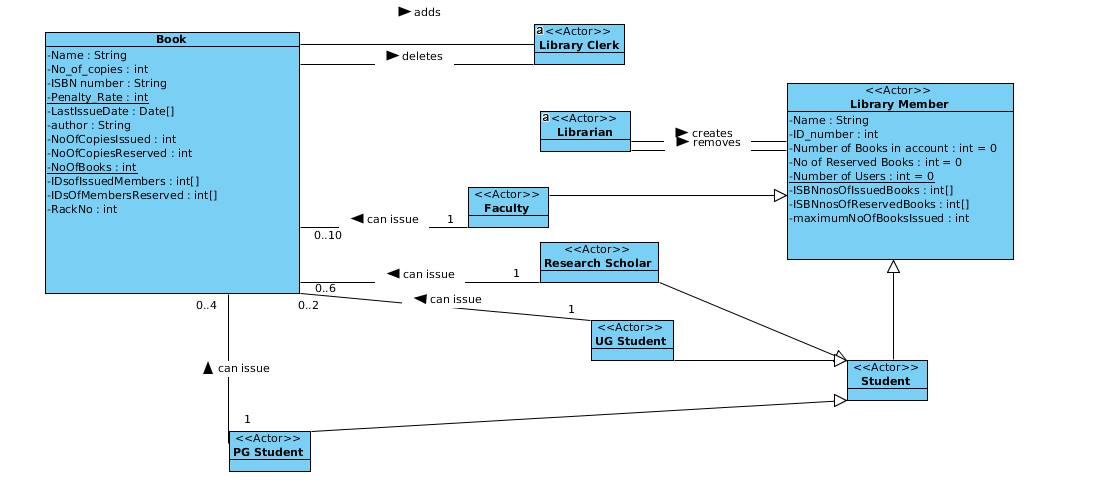 adds
Book
-Name : String
-No_of_copies : int
-ISBN number : String
-Penalty_Rate : int
-LastIssueDate : Date[]
-author : String
-NoOfCopiesIssued : int
-NoOfCopiesReserved : int
-NoOfBooks : int
-IDsofIssuedMembers : int[]
-IDsOfMembersReserved : int[]
-RackNo : int
deletes
a <<Actor>>
Library Clerk
a <<Actor>>
Librarian
creates
removes
<<Actor>>
Library Member
-Name : String
-ID_number : int
-Number of Books in account : int = 0
-No of Reserved Books : int = 0
-Number of Users : int = 0
-ISBNnosOfIssuedBooks : int[]
-ISBNnosOfReservedBooks : int[]
-maximumNoOfBooksIssued : int
<<Actor>>
Faculty
can issue
1
0..10
<<Actor>>
Research Scholar
can issue
1
0..6
can issue
1
0..2
<<Actor>>
UG Student
0..4
can issue
1
<<Actor>>
PG Student
<<Actor>>
Student